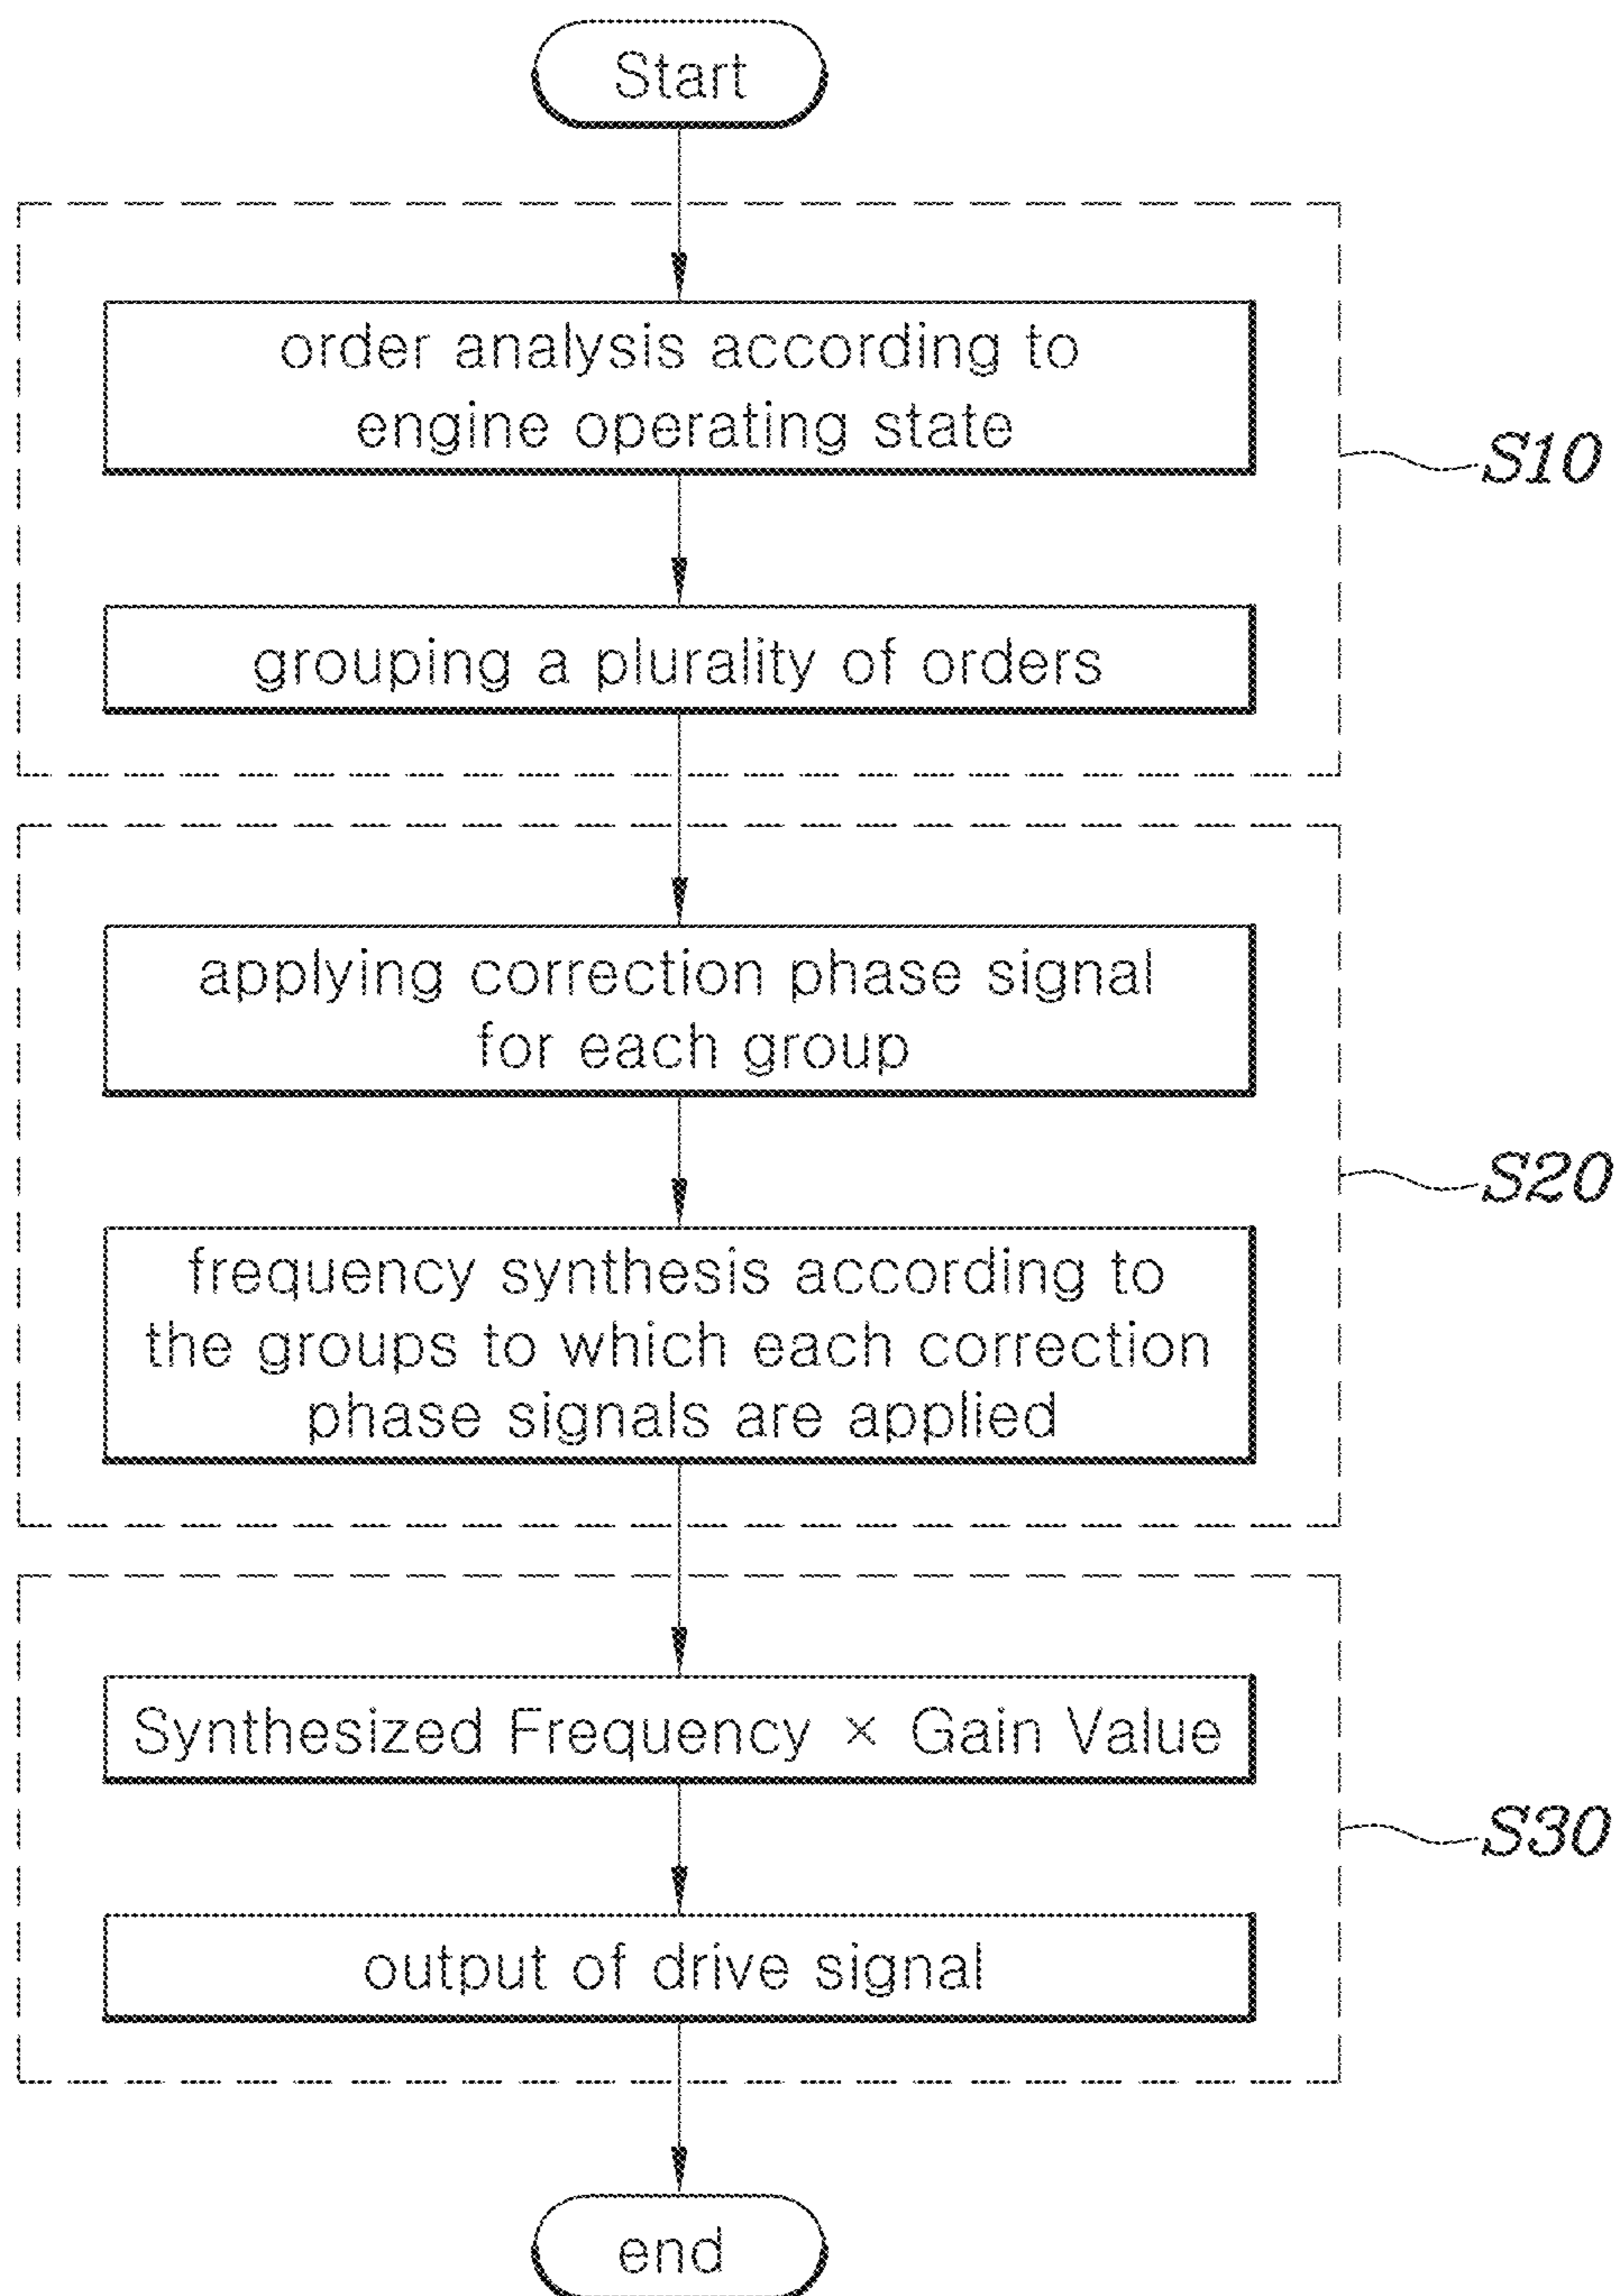 Start
order analysis according to
engine operating state
S10
grouping a plurality of orders
applying correction phase signal
for each group
S20
frequency synthesis according to
the groups to which each correction
phase signals are applied
Synthesized Frequency × Gain Value
S30
output of drive signal
end